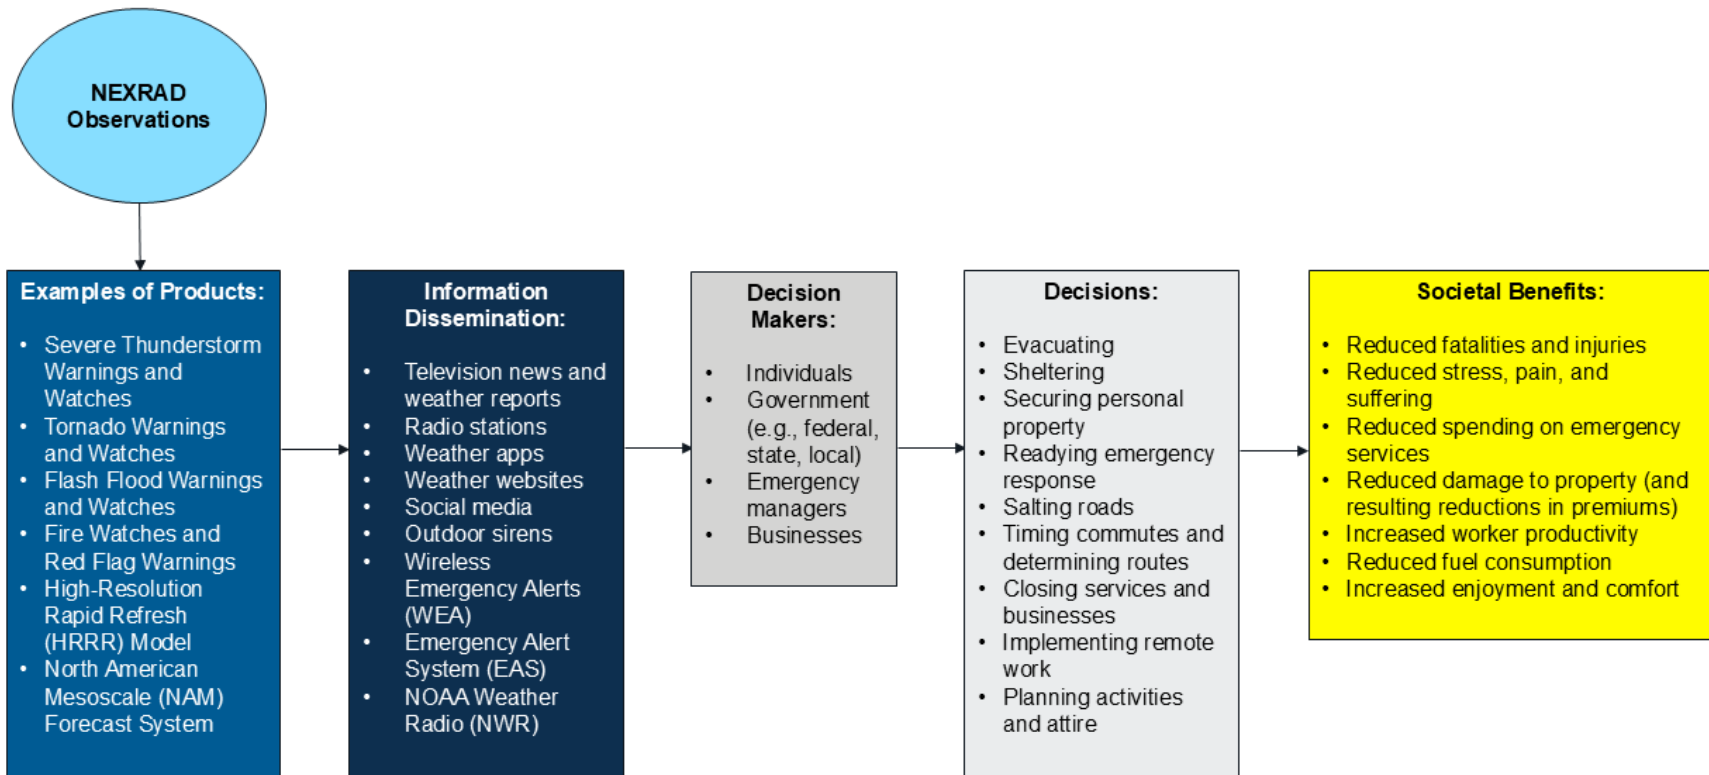 NEXRAD
Observations
Examples of Products:
• Severe Thunderstorm
Warnings and
Watches
• Tornado Warnings
and Watches
• Flash Flood Warnings
and Watches
• Fire Watches and
Red Flag Warnings
• High-Resolution
Rapid Refresh
(HRRR) Model
• North American
Mesoscale (NAM)
Forecast System
Information
Dissemination:
• Television news and
weather reports
• Radio stations
• Weather apps
• Weather websites
• Social media
• Outdoor sirens
• Wireless
Emergency Alerts
(WEA)
• Emergency Alert
System (EAS)
• NOAA Weather
Radio (NWR)
Decision
Makers:
• Individuals
• Government
(e.g., federal,
state, local)
• Emergency
managers
• Businesses
Decisions:
• Evacuating
• Sheltering
• Securing personal
property
• Readying emergency
response
• Salting roads
• Timing commutes and
determining routes
• Closing services and
businesses
• Implementing remote
work
• Planning activities
and attire
Societal Benefits:
• Reduced fatalities and injuries
• Reduced stress, pain, and
suffering
• Reduced spending on emergency
services
• Reduced damage to property (and
resulting reductions in premiums)
• Increased worker productivity
• Reduced fuel consumption
• Increased enjoyment and comfort